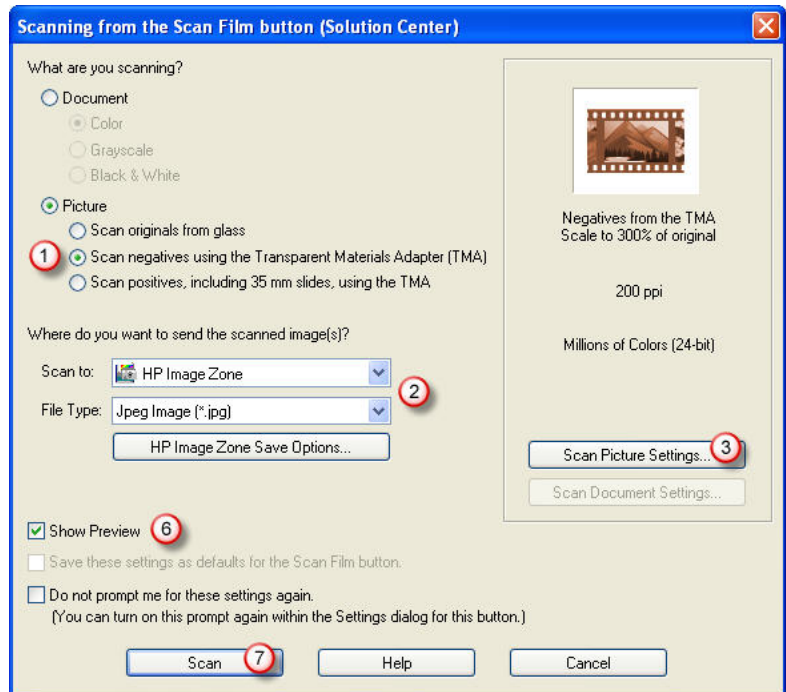 Scanning from the Scan Film button (Solution Center)
What are you scanning?
Document
Color
Grayscale
Black & White
Picture
Scan originals from glass
1 Scan negatives using the Transparent Materials Adapter (TMA)
Scan positives, including 35 mm slides, using the TMA
Where do you want to send the scanned image(s)?
Scan to: HP Image Zone
2
File Type: Jpeg Image (*.jpg)
HP Image Zone Save Options...
Negatives from the TMA
Scale to 300% of original
200 ppi
Millions of Colors (24-bit)
Scan Picture Settings... 3
Scan Document Settings...
Show Preview 6
Save these settings as defaults for the Scan Film button.
Do not prompt me for these settings again.
(You can turn on this prompt again within the Settings dialog for this button.)
Scan 7 Help Cancel